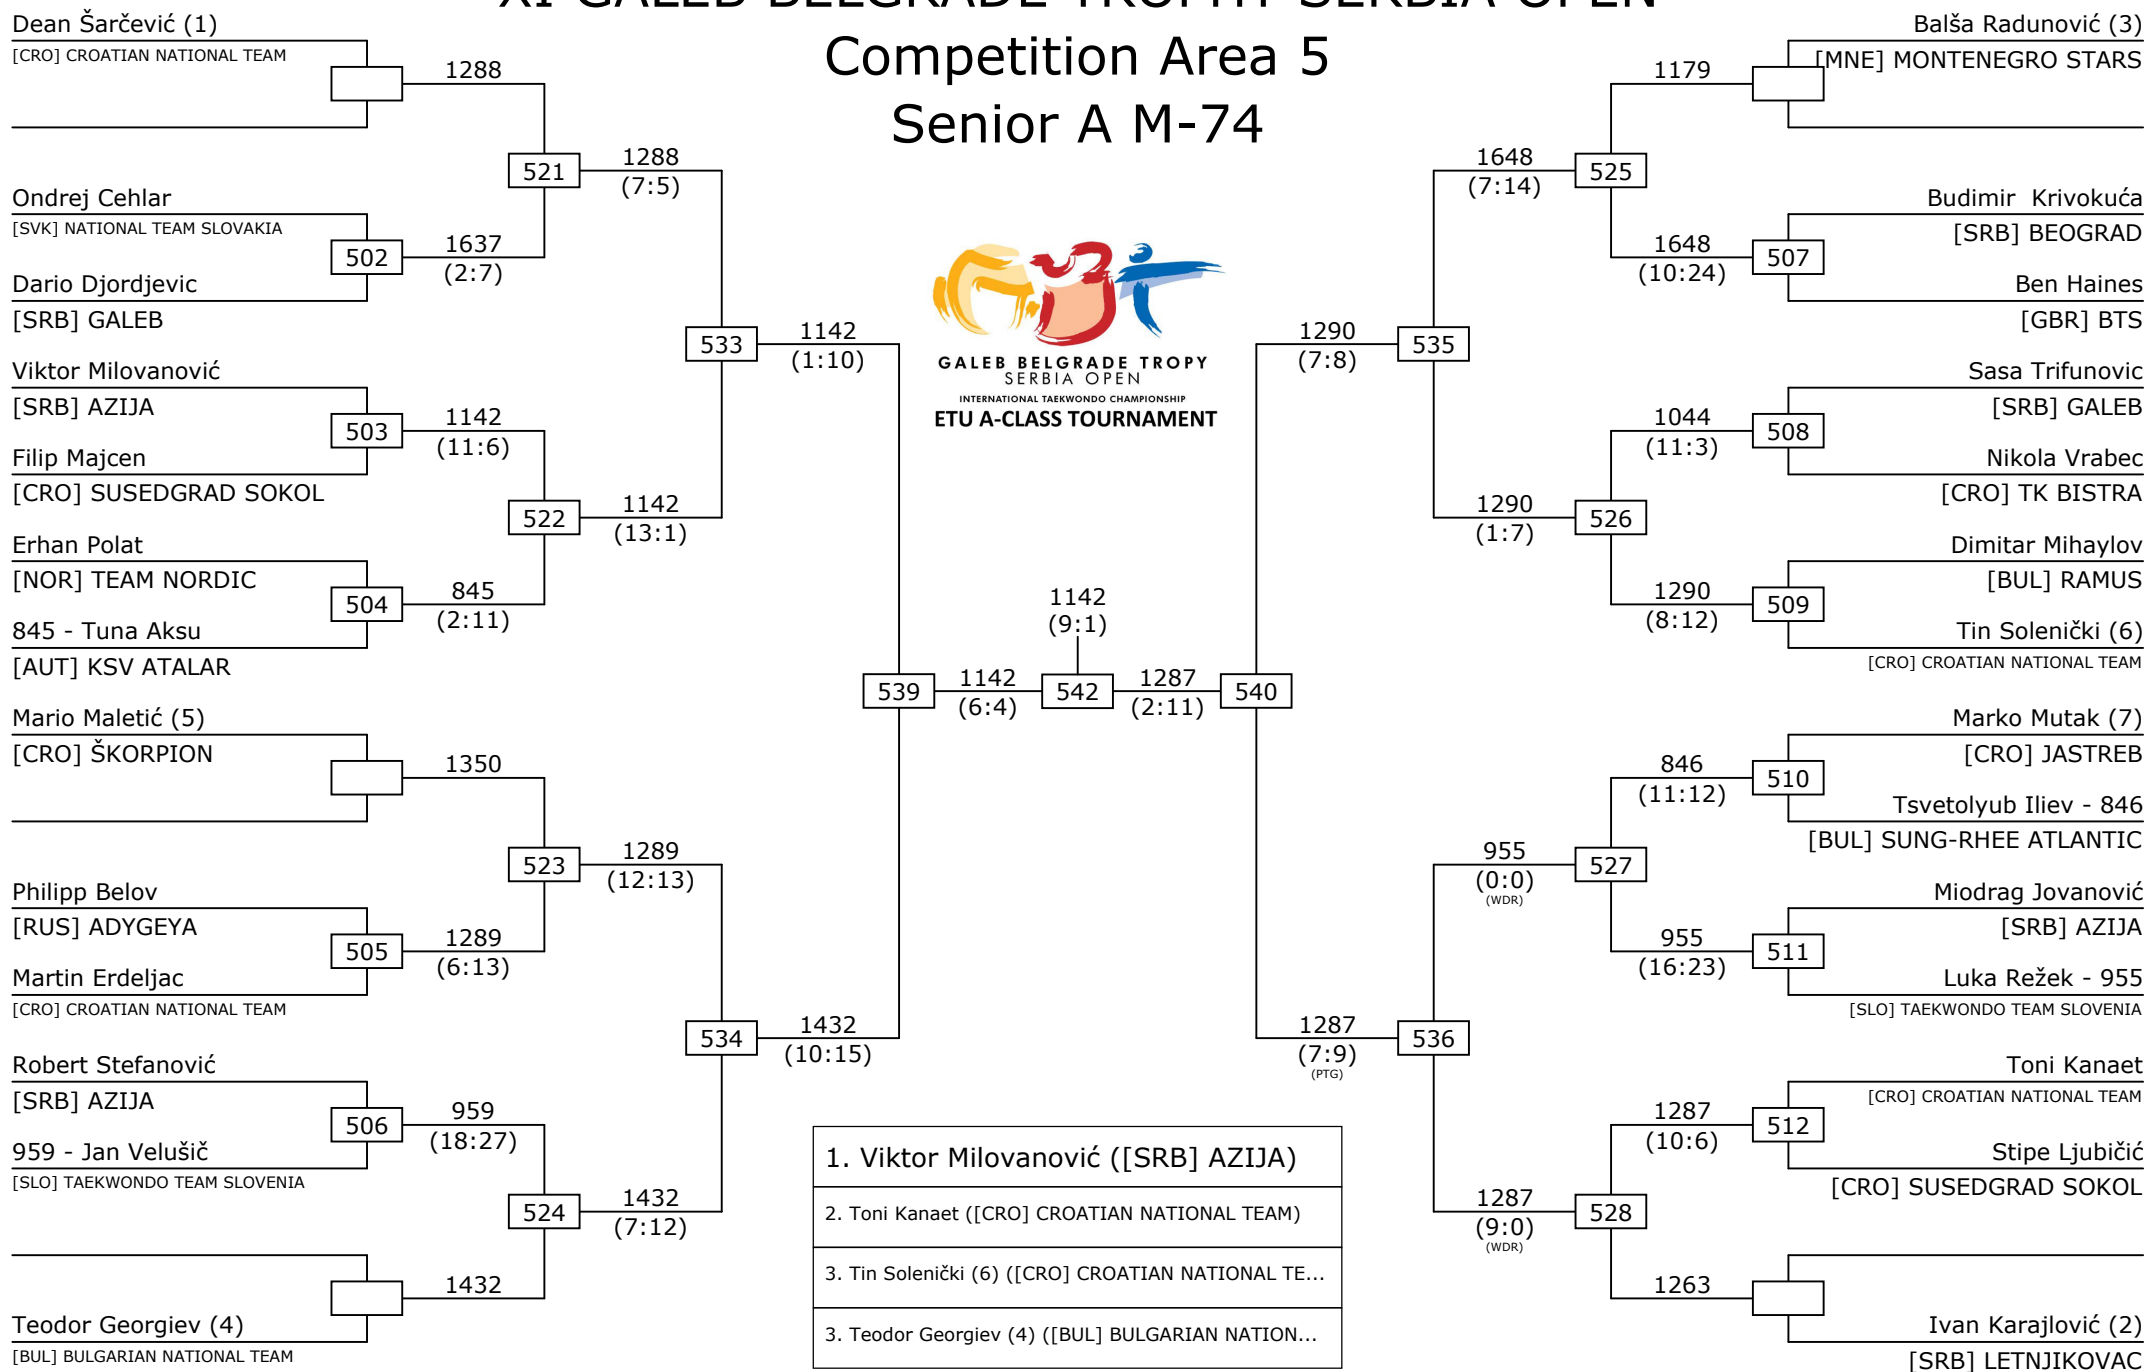 XI GALEB BELGRADE TROPHY SERBIA OPEN
Competition Area 5
Senior A M-74
Dean Šarčević (1)
[CRO] CROATIAN NATIONAL TEAM
1288
Ondrej Cehlar
[SVK] NATIONAL TEAM SLOVAKIA
502
1637
(2:7)
Dario Djordjevic
[SRB] GALEB
521
1288
(7:5)
Viktor Milovanović
[SRB] AZIJA
503
1142
(11:6)
Filip Majcen
[CRO] SUSEDGRAD SOKOL
522
1142
(13:1)
Erhan Polat
[NOR] TEAM NORDIC
504
845
(2:11)
845 - Tuna Aksu
[AUT] KSV ATALAR
533
1142
(1:10)
Mario Maletić (5)
[CRO] ŠKORPION
1350
523
1289
(12:13)
Philipp Belov
[RUS] ADYGEYA
505
1289
(6:13)
Martin Erdeljac
[CRO] CROATIAN NATIONAL TEAM
534
1432
(10:15)
Robert Stefanović
[SRB] AZIJA
506
959
(18:27)
959 - Jan Velušič
[SLO] TAEKWONDO TEAM SLOVENIA
524
1432
(7:12)
1432
Teodor Georgiev (4)
[BUL] BULGARIAN NATIONAL TEAM
GALEB BELGRADE TROPY
SERBIA OPEN
INTERNATIONAL TAEKWONDO CHAMPIONSHIP
ETU A-CLASS TOURNAMENT
1142
(9:1)
539
1142
(6:4)
542
1287
(2:11)
540
Balša Radunović (3)
[MNE] MONTENEGRO STARS
1179
1648
(7:14)
525
Budimir  Krivokuća
[SRB] BEOGRAD
1648
(10:24)
507
Ben Haines
[GBR] BTS
1290
(7:8)
535
Sasa Trifunovic
[SRB] GALEB
1044
(11:3)
508
Nikola Vrabec
[CRO] TK BISTRA
1290
(1:7)
526
Dimitar Mihaylov
[BUL] RAMUS
1290
(8:12)
509
Tin Solenički (6)
[CRO] CROATIAN NATIONAL TEAM
Marko Mutak (7)
[CRO] JASTREB
846
(11:12)
510
Tsvetolyub Iliev - 846
[BUL] SUNG-RHEE ATLANTIC
955
(0:0)
(WDR)
527
Miodrag Jovanović
[SRB] AZIJA
955
(16:23)
511
Luka Režek - 955
[SLO] TAEKWONDO TEAM SLOVENIA
1287
(7:9)
(PTG)
536
Toni Kanaet
[CRO] CROATIAN NATIONAL TEAM
1287
(10:6)
512
Stipe Ljubičić
[CRO] SUSEDGRAD SOKOL
1287
(9:0)
(WDR)
528
1263
Ivan Karajlović (2)
[SRB] LETNJIKOVAC
1. Viktor Milovanović ([SRB] AZIJA)
2. Toni Kanaet ([CRO] CROATIAN NATIONAL TEAM)
3. Tin Solenički (6) ([CRO] CROATIAN NATIONAL TE...
3. Teodor Georgiev (4) ([BUL] BULGARIAN NATION...